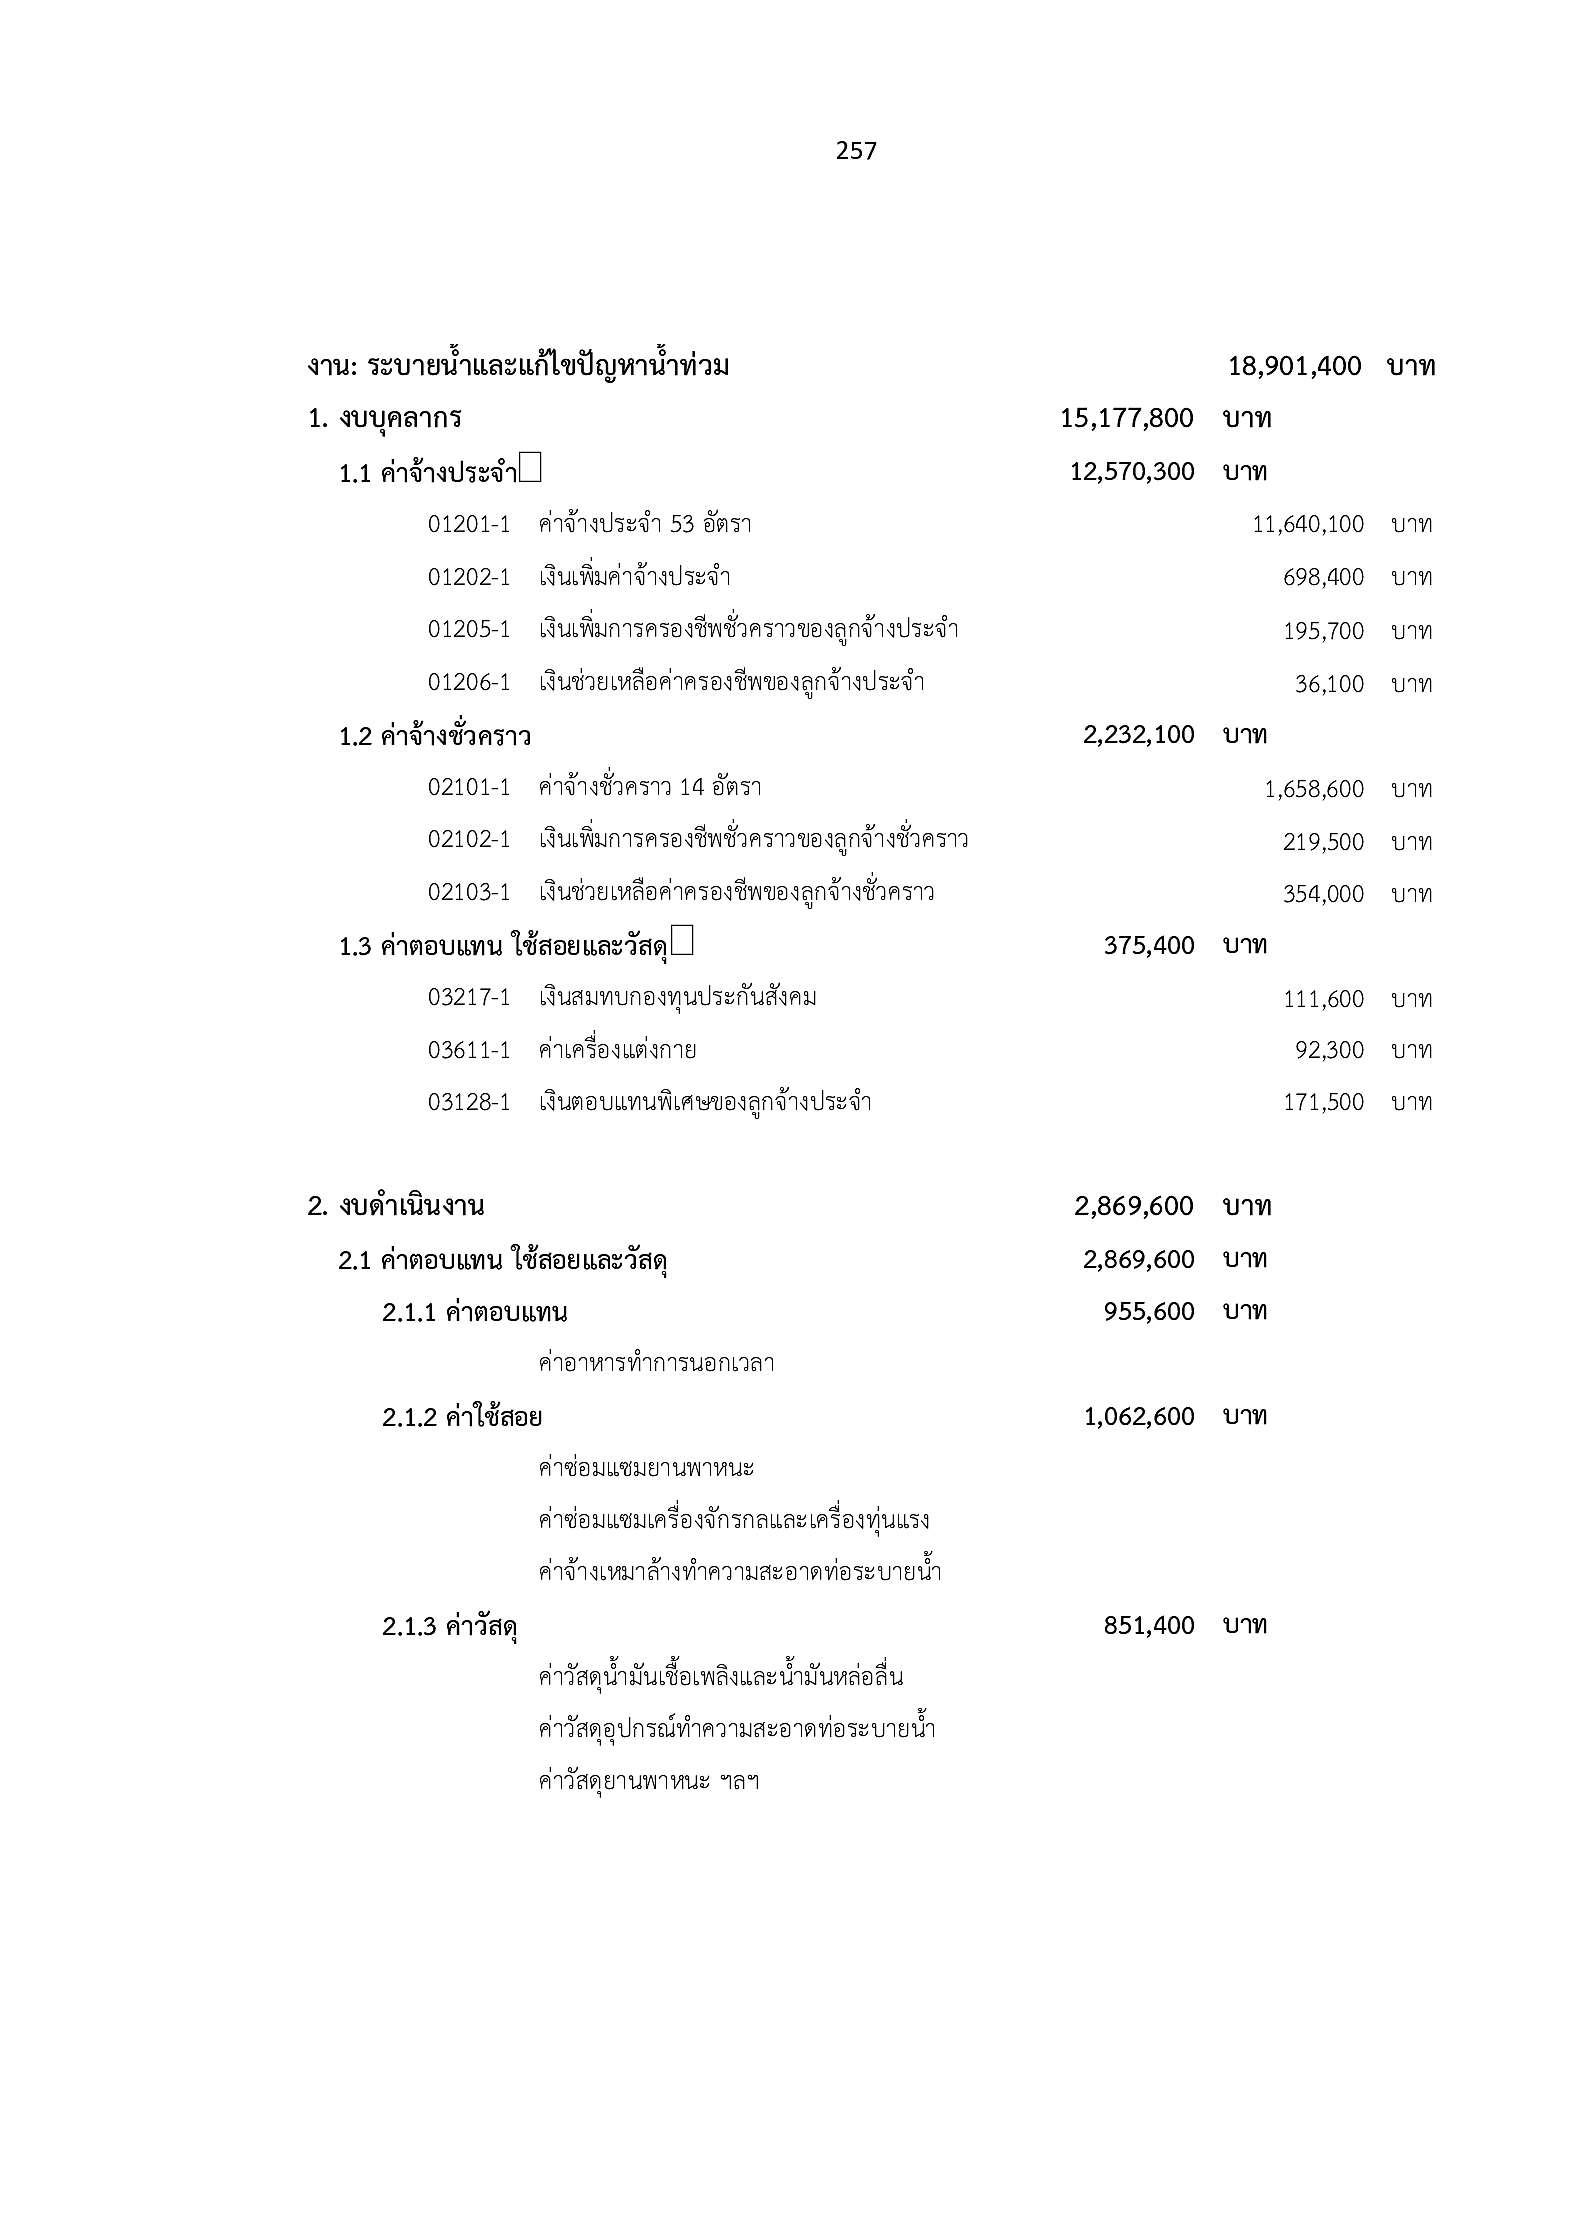 257
งาน: ระบายน้ำและแก้ไขปัญหาน้ำท่วม 18,901,400 บาท
1. งบบุคลากร 15,177,800 บาท
1.1 ค่าจ้างประจำ 12,570,300 บาท
01201-1 ค่าจ้างประจำ 53 อัตรา 11,640,100 บาท
01202-1 เงินเพิ่มค่าจ้างประจำ 698,400 บาท
01205-1 เงินเพิ่มการครองชีพชั่วคราวของลูกจ้างประจำ 195,700 บาท
01206-1 เงินช่วยเหลือค่าครองชีพของลูกจ้างประจำ 36,100 บาท
1.2 ค่าจ้างชั่วคราว 2,232,100 บาท
02101-1 ค่าจ้างชั่วคราว 14 อัตรา 1,658,600 บาท
02102-1 เงินเพิ่มการครองชีพชั่วคราวของลูกจ้างชั่วคราว 219,500 บาท
02103-1 เงินช่วยเหลือค่าครองชีพของลูกจ้างชั่วคราว 354,000 บาท
1.3 ค่าตอบแทน ใช้สอยและวัสดุ 375,400 บาท
03217-1 เงินสมทบกองทุนประกันสังคม 111,600 บาท
03611-1 ค่าเครื่องแต่งกาย 92,300 บาท
03128-1 เงินตอบแทนพิเศษของลูกจ้างประจำ 171,500 บาท
2. งบดำเนินงาน 2,869,600 บาท
2.1 ค่าตอบแทน ใช้สอยและวัสดุ 2,869,600 บาท
2.1.1 ค่าตอบแทน 955,600 บาท
ค่าอาหารทำการนอกเวลา
2.1.2 ค่าใช้สอย 1,062,600 บาท
ค่าซ่อมแซมยานพาหนะ
ค่าซ่อมแซมเครื่องจักรกลและเครื่องทุ่นแรง
ค่าจ้างเหมาล้างทำความสะอาดท่อระบายน้ำ
2.1.3 ค่าวัสดุ 851,400 บาท
ค่าวัสดุน้ำมันเชื้อเพลิงและน้ำมันหล่อลื่น
ค่าวัสดุอุปกรณ์ทำความสะอาดท่อระบายน้ำ
ค่าวัสดุยานพาหนะ ฯลฯ